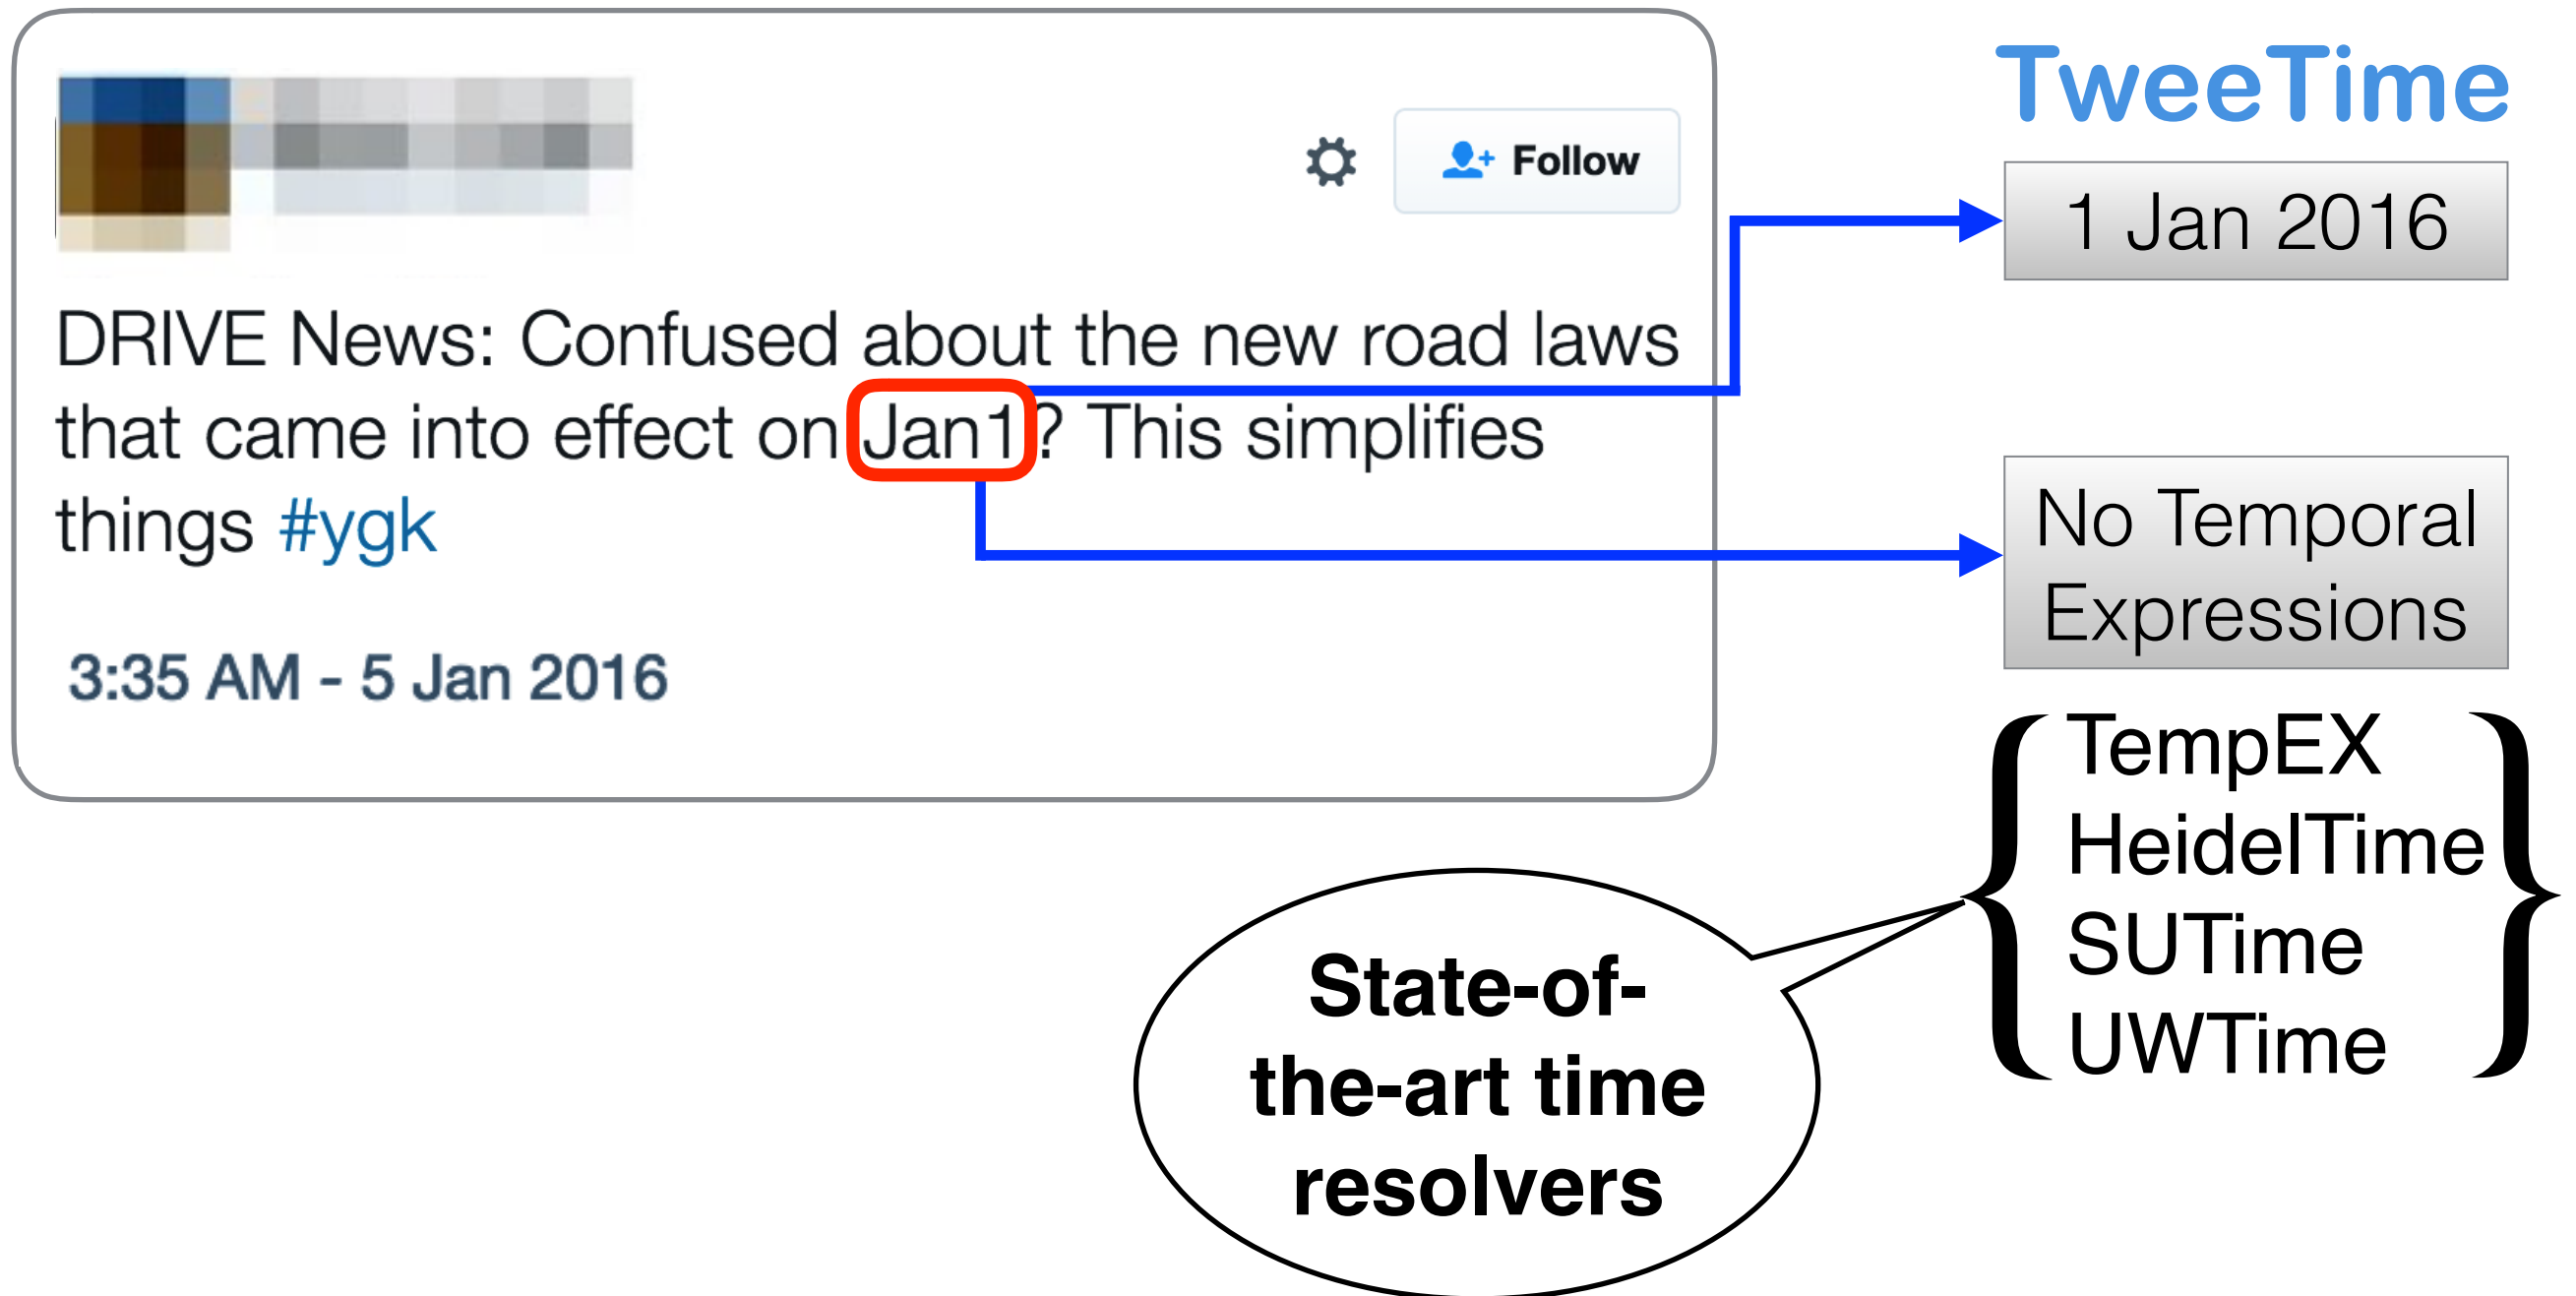 Follow
DRIVE News: Confused about the new road laws
that came into effect on Jan1? This simplifies
things #ygk
3:35 AM - 5 Jan 2016
TweeTime
1 Jan 2016
No Temporal
Expressions
TempEX
HeidelTime
SUTime
UWTime
State-of-
the-art time
resolvers